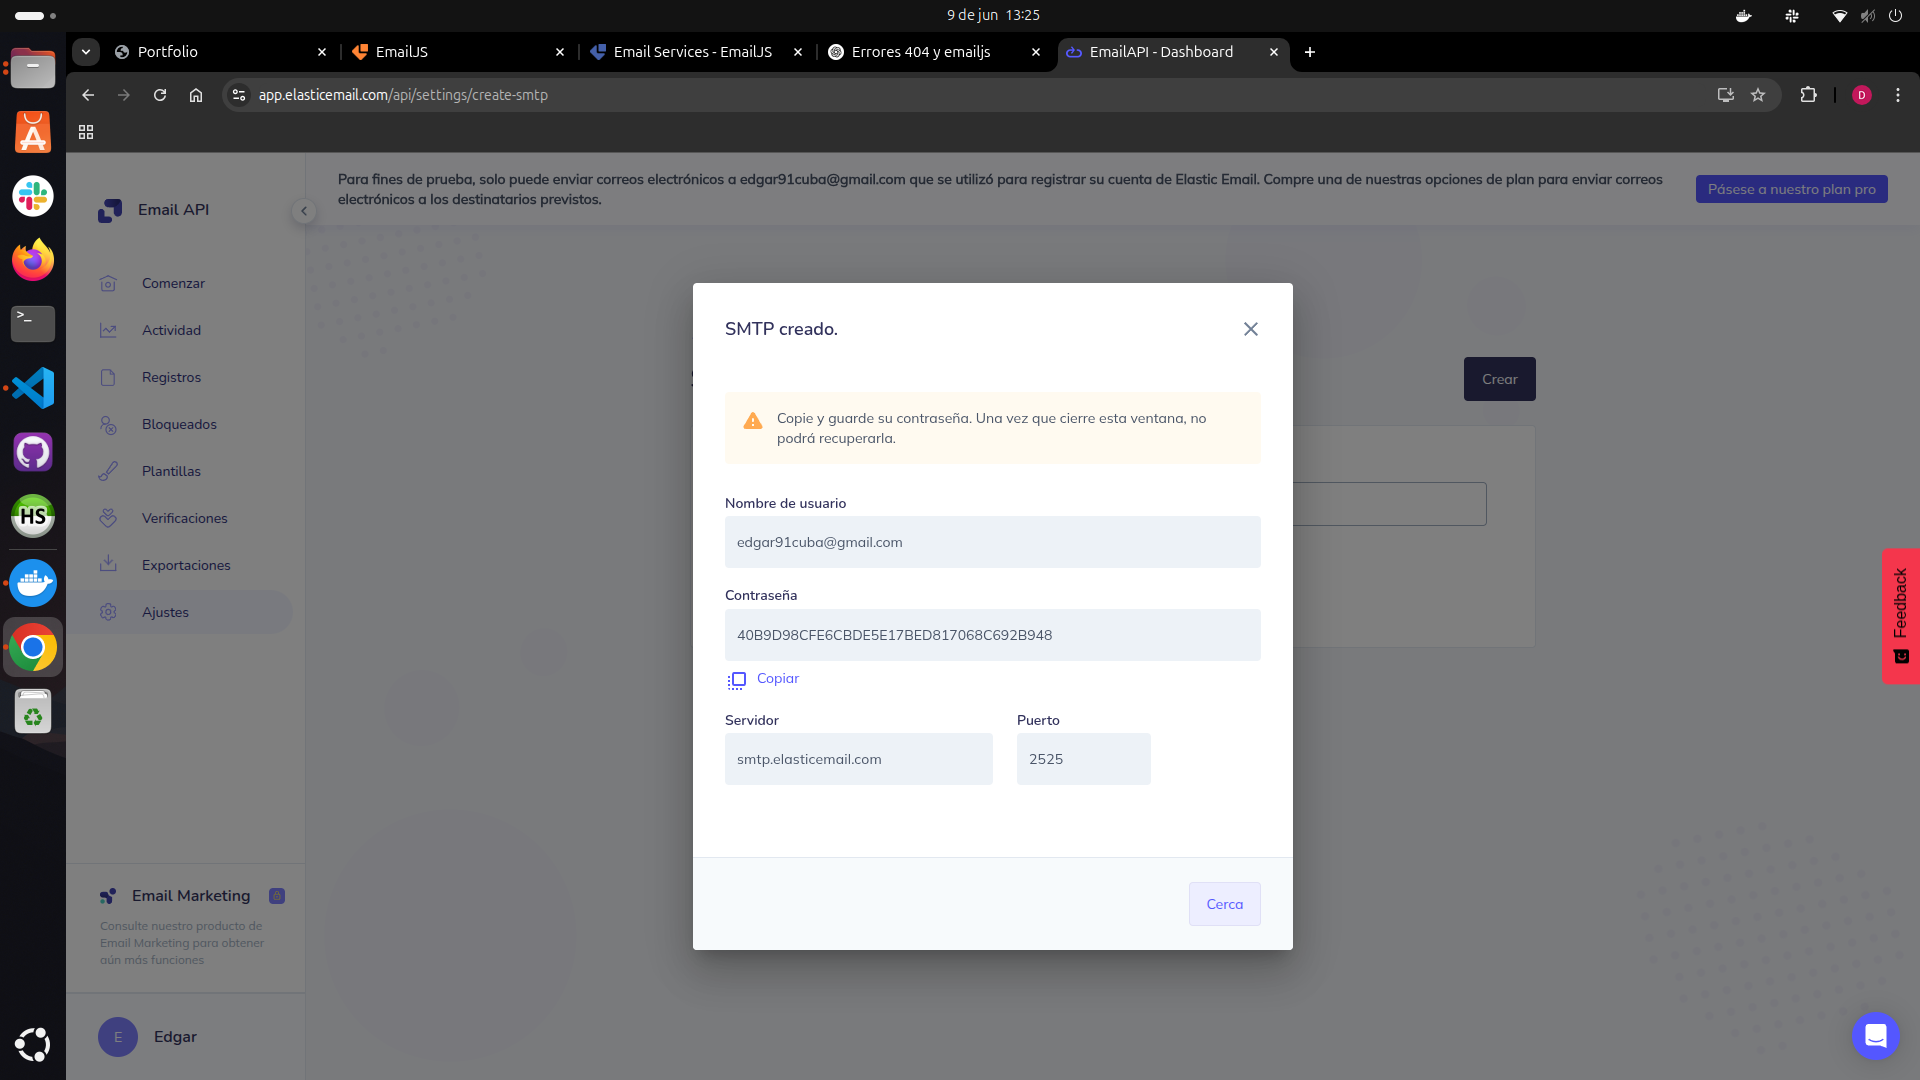 9 de jun 13:25
Portfolio
EmailJS
Email Services - EmailJS
Errores 404 y emailjs
EmailAPI - Dashboard
app.elasticemail.com/api/settings/create-smtp
D
Para fines de prueba, solo puede enviar correos electrónicos a edgar91cuba@gmail.com que se utilizó para registrar su cuenta de Elastic Email. Compre una de nuestras opciones de plan para enviar correos
electrónicos a los destinatarios previstos.
Pásese a nuestro plan pro
Email API
Comenzar
Actividad
Registros
Bloqueados
Plantillas
Verificaciones
Exportaciones
Ajustes
SMTP creado.
Crear
Copie y guarde su contraseña. Una vez que cierre esta ventana, no
podrá recuperarla.
Nombre de usuario
edgar91cuba@gmail.com
Contraseña
40B9D98CFE6CBDE5E17BED817068C692B948
Copiar
Servidor
Puerto
smtp.elasticemail.com
2525
Cerca
Feedback
Email Marketing
Consulte nuestro producto de
Email Marketing para obtener
aún más funciones
E
Edgar
HS